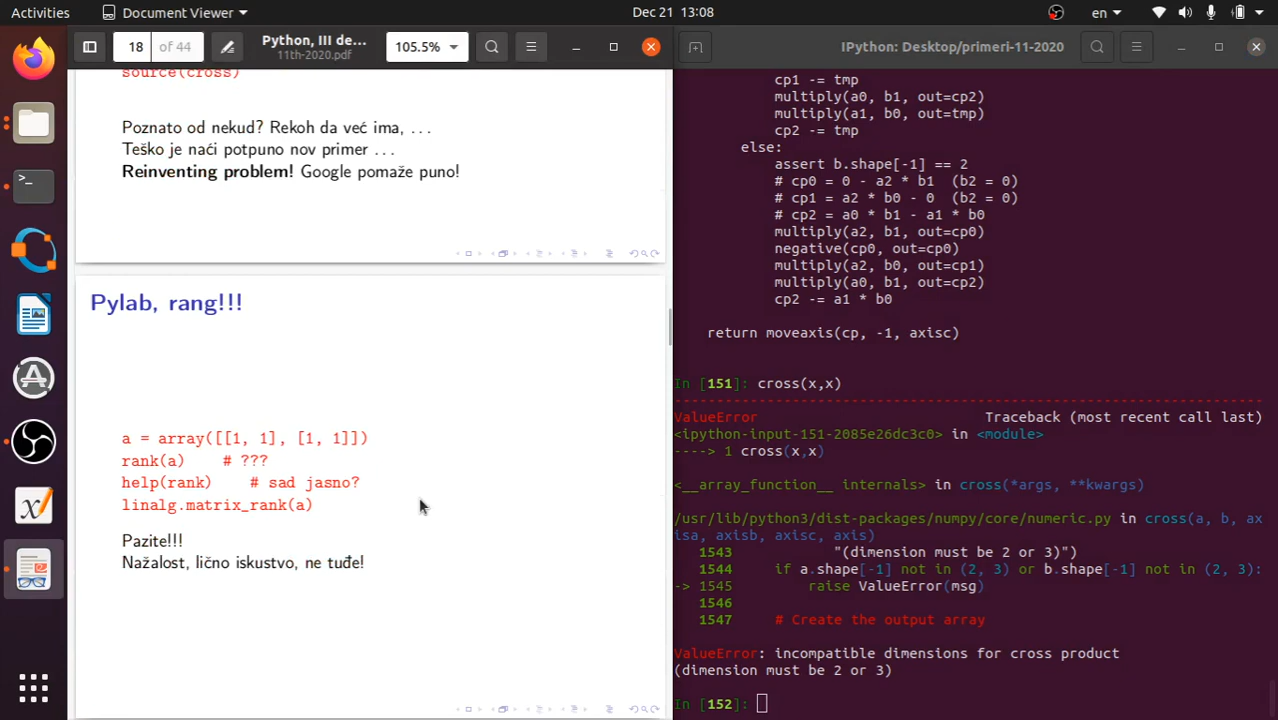 Activities
Document Viewer
Dec 21 13:08
en
18 of 44
Python, III de...
11th-2020.pdf
105.5%
source(cross)
Poznato od nekud? Rekoh da već ima, ...
Teško je naći potpuno nov primer ...
Reinventing problem! Google pomaže puno!
Pylab, rang!!!
a = array([[1, 1], [1, 1]])
rank(a) # ???
help(rank) # sad jasno?
linalg.matrix_rank(a)
Pazite!!!
Nažalost, lično iskustvo, ne tuđe!
IPython: Desktop/primeri-11-2020
cp1 -= tmp
multiply(a0, b1, out=cp2)
multiply(a1, b0, out=tmp)
cp2 -= tmp
else:
assert b.shape[-1] == 2
# cp0 = 0 - a2 * b1 (b2 = 0)
# cp1 = a2 * b0 - 0 (b2 = 0)
# cp2 = a0 * b1 - a1 * b0
multiply(a2, b1, out=cp0)
negative(cp0, out=cp0)
multiply(a2, b0, out=cp1)
multiply(a0, b1, out=cp2)
cp2 -= a1 * b0
return moveaxis(cp, -1, axisc)
In [151]: cross(x,x)
---------------------------------------------------------------------------
ValueError Traceback (most recent call last)
<ipython-input-151-2085e26dc3c0> in <module>
----> 1 cross(x,x)
<__array_function__ internals> in cross(*args, **kwargs)
/usr/lib/python3/dist-packages/numpy/core/numeric.py in cross(a, b, ax
isa, axisb, axisc, axis)
1543 "(dimension must be 2 or 3)")
1544 if a.shape[-1] not in (2, 3) or b.shape[-1] not in (2, 3):
-> 1545 raise ValueError(msg)
1546
1547 # Create the output array
ValueError: incompatible dimensions for cross product
(dimension must be 2 or 3)
In [152]: